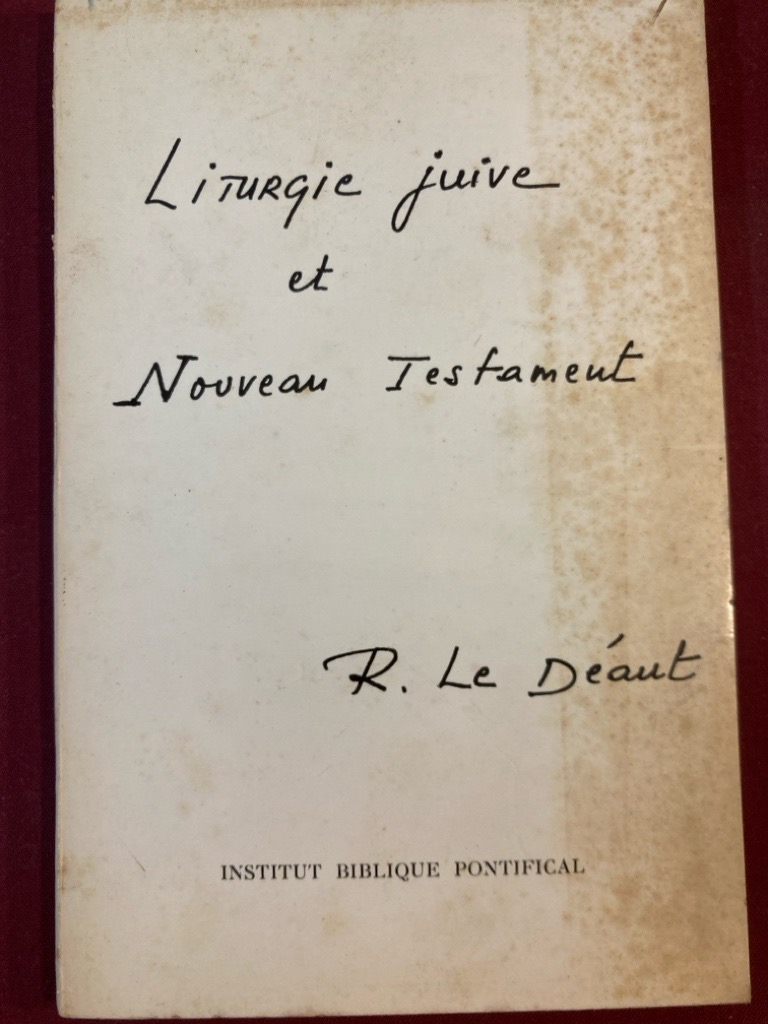 Liturgie juive
et
Nouveau Testament
R. Le Déaut
INSTITUT BIBLIQUE PONTIFICAL